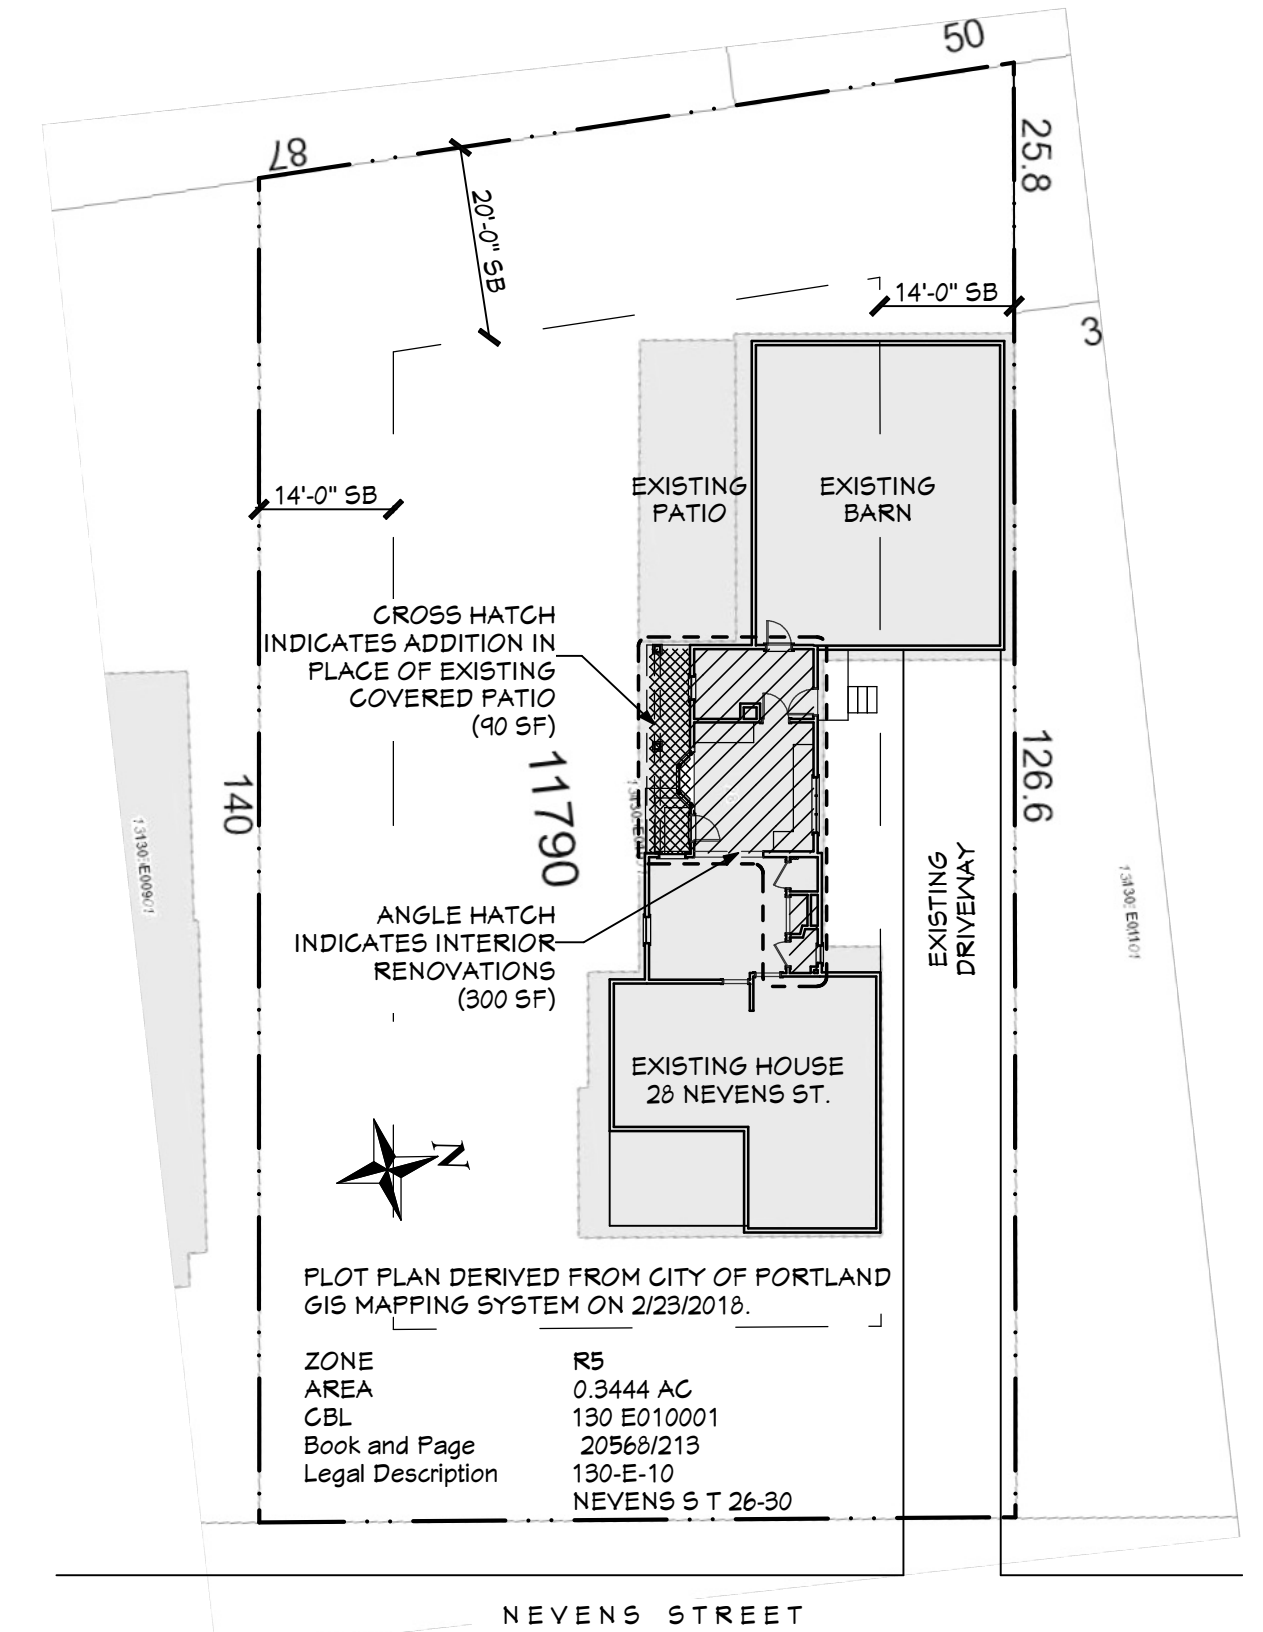 50
87
25.8
20'-0" SB
14'-0" SB
3
14'-0" SB
EXISTING
PATIO
EXISTING
BARN
CROSS HATCH
INDICATES ADDITION IN
PLACE OF EXISTING
COVERED PATIO
(90 SF)
140
11790
126.6
13130: E00901
13130: E01101
ANGLE HATCH
INDICATES INTERIOR
RENOVATIONS
(300 SF)
EXISTING
DRIVEWAY
EXISTING HOUSE
28 NEVENS ST.
N
PLOT PLAN DERIVED FROM CITY OF PORTLAND
GIS MAPPING SYSTEM ON 2/23/2018.
ZONE R5
AREA 0.3444 AC
CBL 130 E010001
Book and Page 20568/213
Legal Description 130-E-10
NEVENS S T 26-30
NEVENS STREET